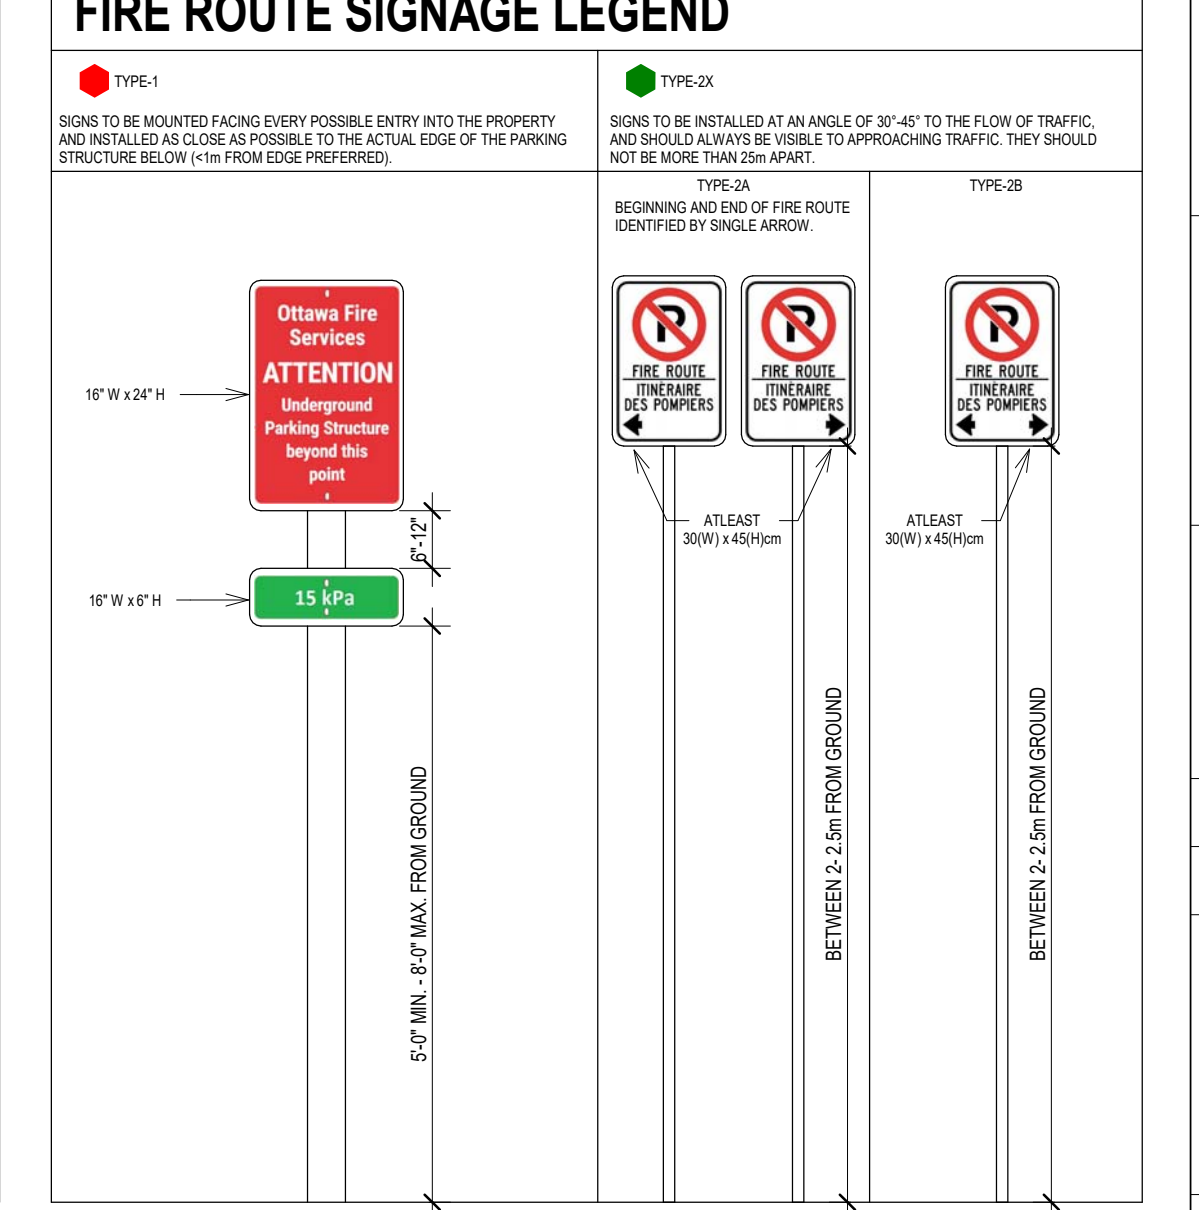 FIRE ROUTE SIGNAGE LEGEND
TYPE-1
SIGNS TO BE MOUNTED FACING EVERY POSSIBLE ENTRY INTO THE PROPERTY
AND INSTALLED AS CLOSE AS POSSIBLE TO THE ACTUAL EDGE OF THE PARKING
STRUCTURE BELOW (<1m FROM EDGE PREFERRED).
TYPE-2X
SIGNS TO BE INSTALLED AT AN ANGLE OF 30°-45° TO THE FLOW OF TRAFFIC,
AND SHOULD ALWAYS BE VISIBLE TO APPROACHING TRAFFIC. THEY SHOULD
NOT BE MORE THAN 25m APART.
Ottawa Fire
Services
ATTENTION
Underground
Parking Structure
beyond this
point
16" W x 24" H
6"-12"
15 kPa
16" W x 6" H
5'-0" MIN. - 8'-0" MAX. FROM GROUND
TYPE-2A
BEGINNING AND END OF FIRE ROUTE
IDENTIFIED BY SINGLE ARROW.
P
FIRE ROUTE
ITINÉRAIRE
DES POMPIERS
P
FIRE ROUTE
ITINÉRAIRE
DES POMPIERS
ATLEAST
30(W) x 45(H)cm
BETWEEN 2- 2.5m FROM GROUND
TYPE-2B
P
FIRE ROUTE
ITINÉRAIRE
DES POMPIERS
ATLEAST
30(W) x 45(H)cm
BETWEEN 2- 2.5m FROM GROUND